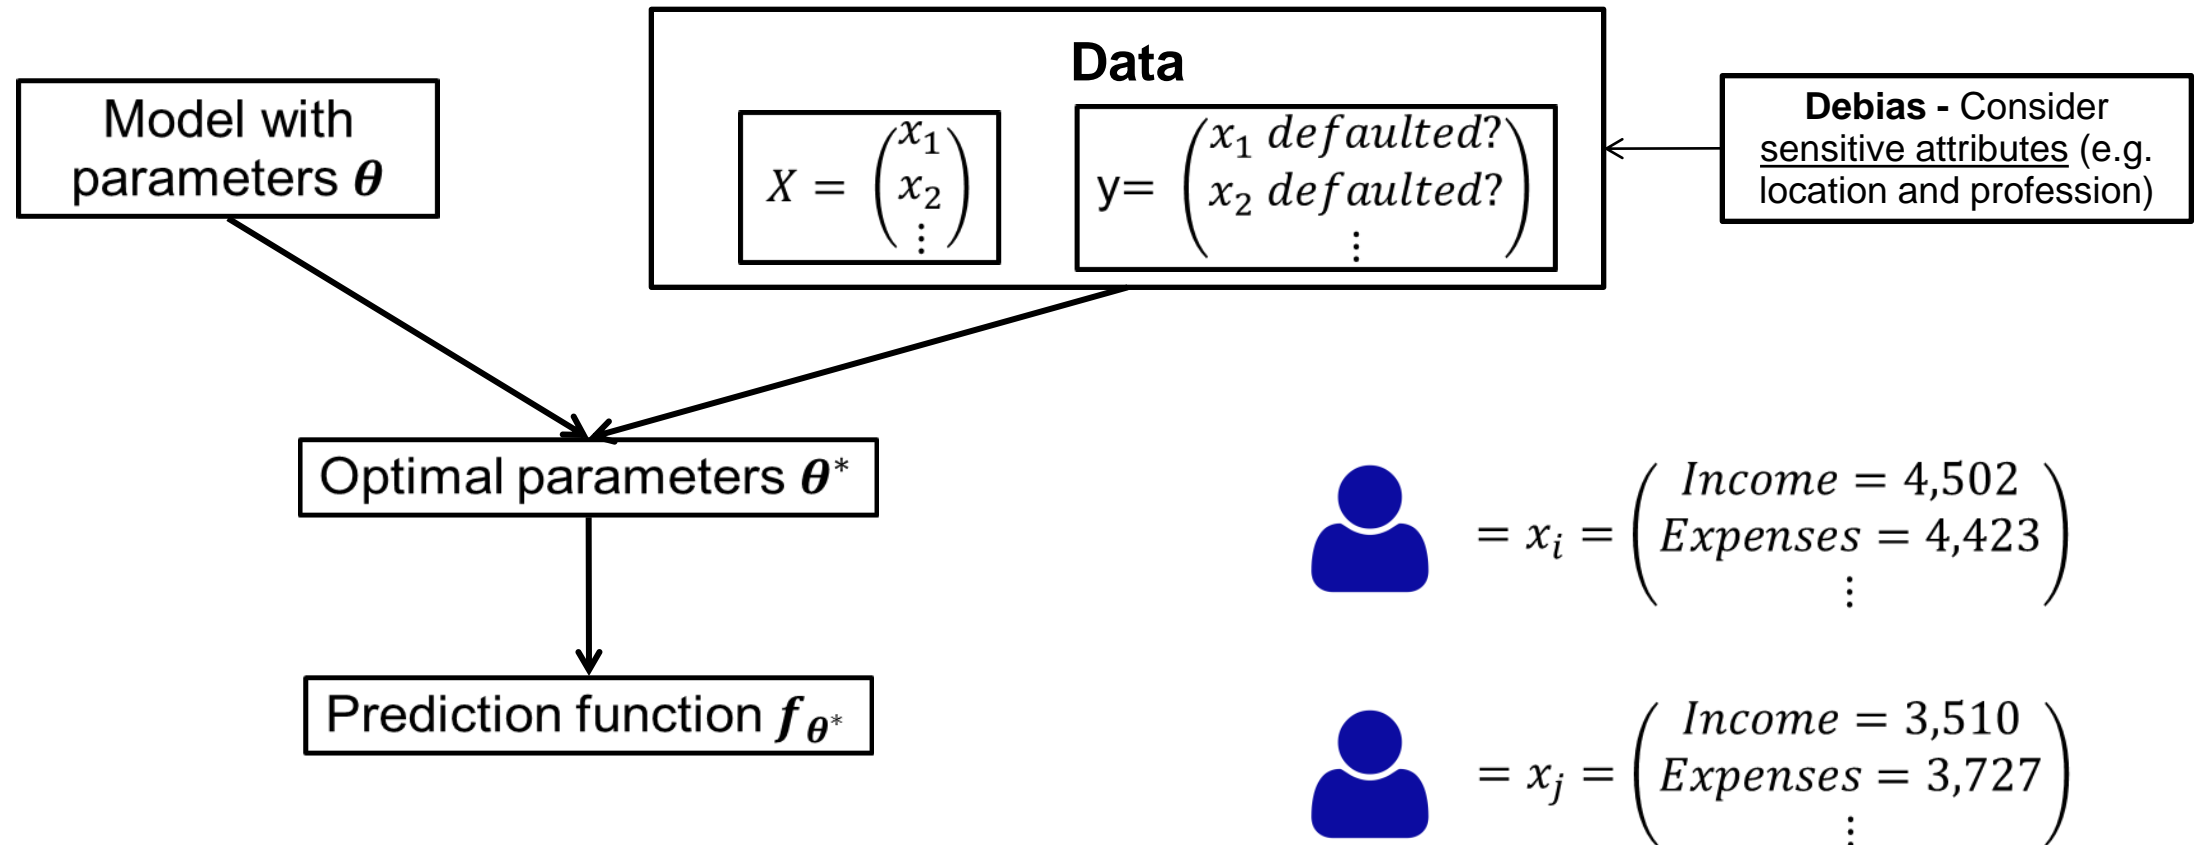 Model with
parameters θ
Data
X = (x₁
x₂
⋮)
y= (x₁ defaulted?
x₂ defaulted?
⋮)
Debias - Consider
sensitive attributes (e.g.
location and profession)
Optimal parameters θ*
Prediction function f_θ*
= xᵢ = (Income = 4,502
Expenses = 4,423
⋮)
= xⱼ = (Income = 3,510
Expenses = 3,727
⋮)